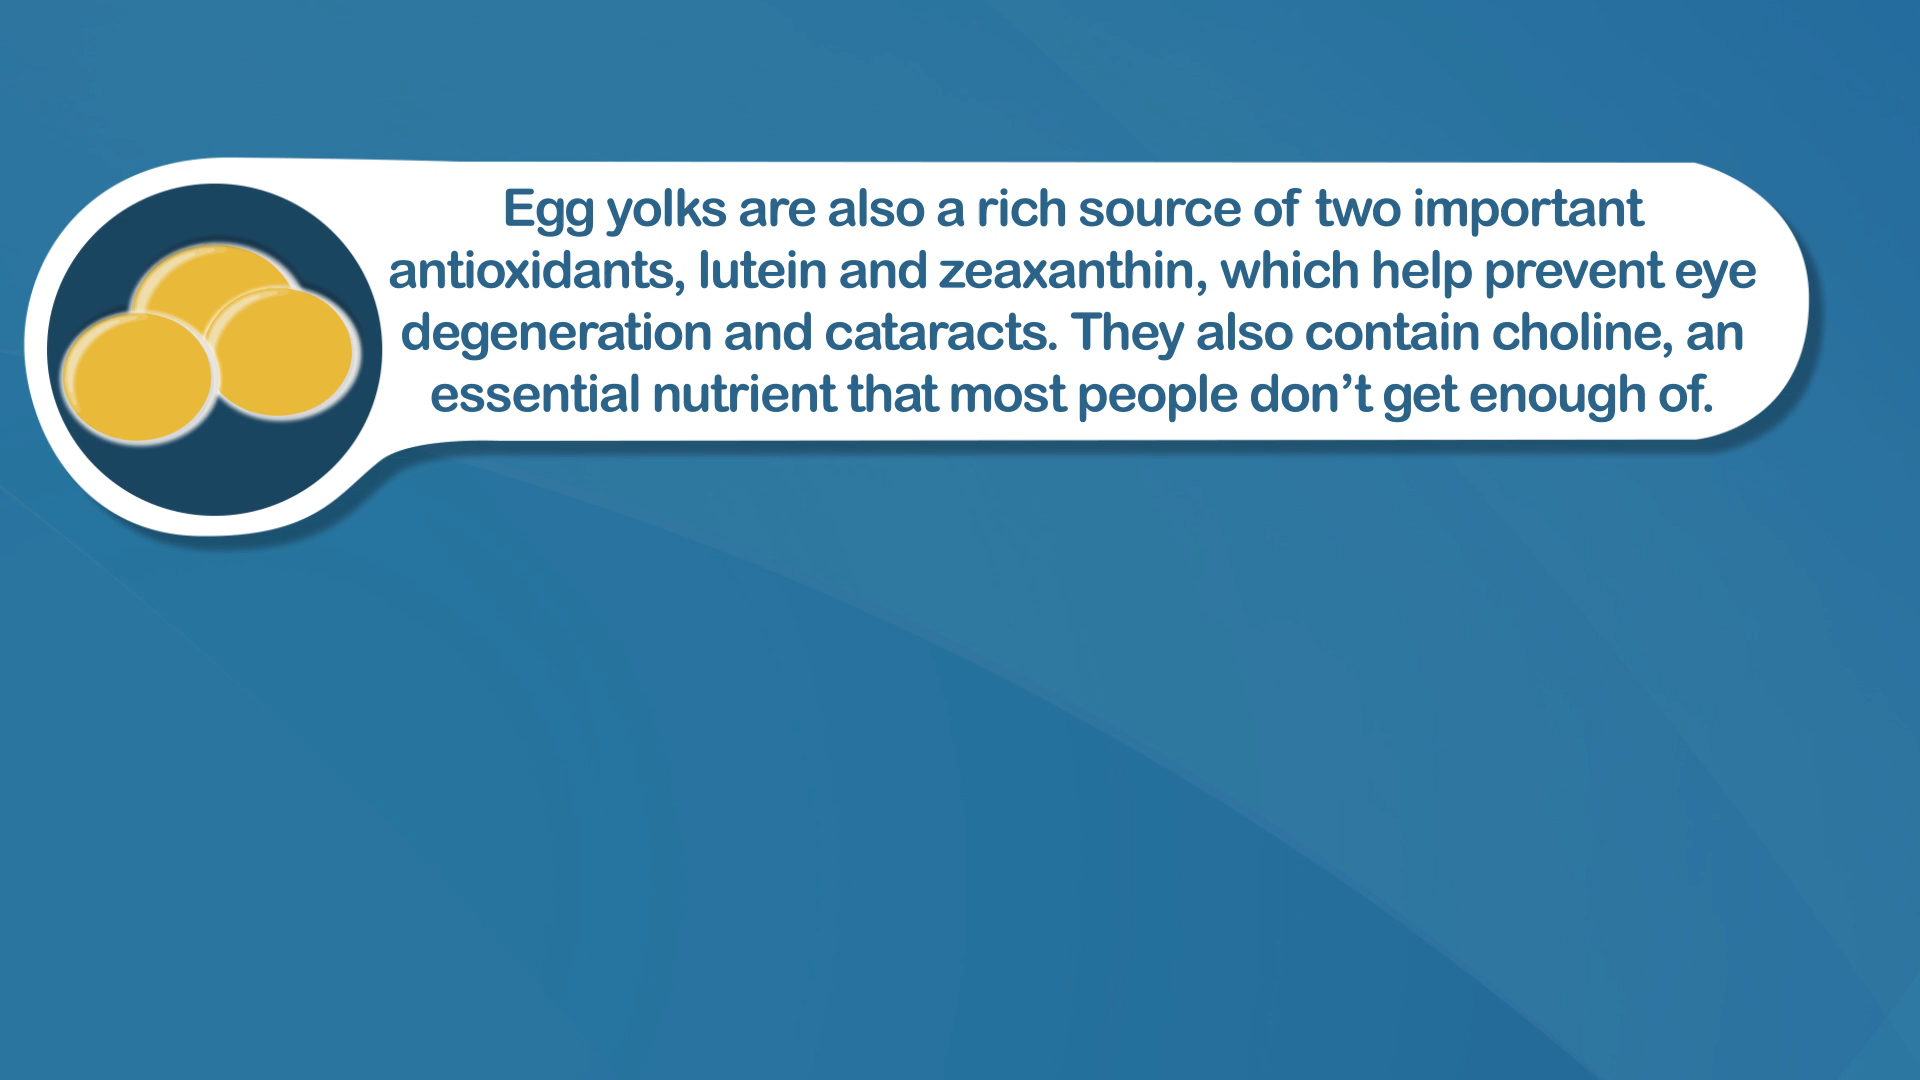 Egg yolks are also a rich source of two important
antioxidants, lutein and zeaxanthin, which help prevent eye
degeneration and cataracts. They also contain choline, an
essential nutrient that most people don’t get enough of.